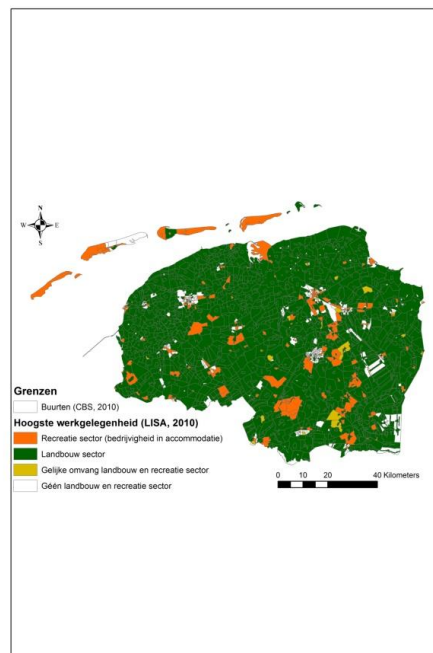 N
W E
S
Grenzen
Buurten (CBS, 2010)
Hoogste werkgelegenheid (LISA, 2010)
Recreatie sector (bedrijvigheid in accommodatie)
Landbouw sector
Gelijke omvang landbouw en recreatie sector
Géén landbouw en recreatie sector
0 10 20 40 Kilometers